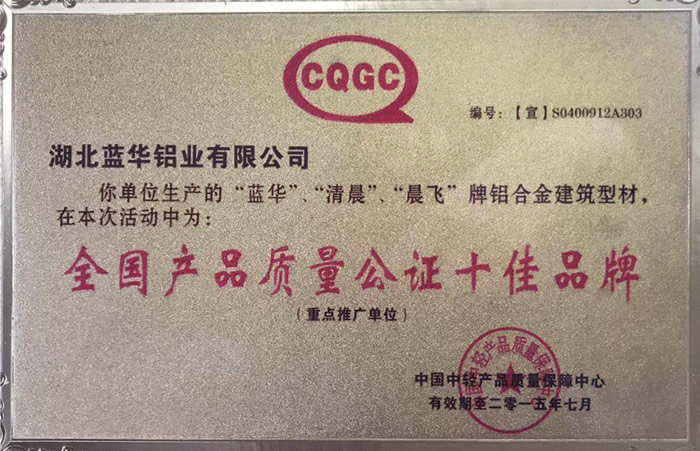 CQGC
编号：【宣】S0400912A303
湖北蓝华铝业有限公司
你单位生产的“蓝华”、“清晨”、“晨飞”牌铝合金建筑型材，
在本次活动中为：
全国产品质量公证十佳品牌
（重点推广单位）
中国中轻产品质量保障中心
有效期至二零一五年七月